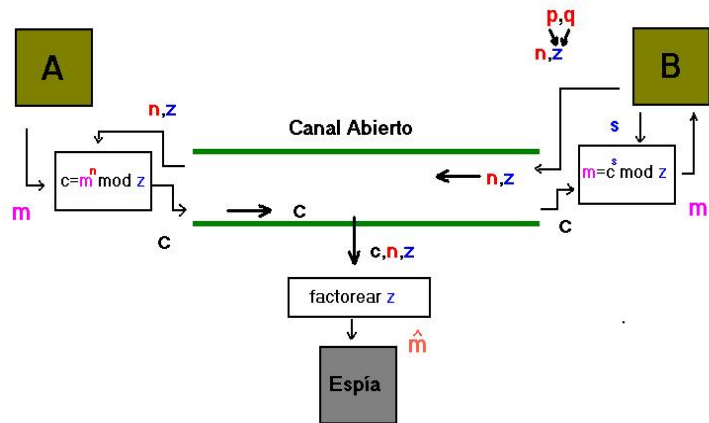 p,q
n,z
A
B
n,z
Canal Abierto
s
c=m^n mod z
n,z
m=c^s mod z
m
c
c
c
m
c,n,z
factorear z
m̂
Espía